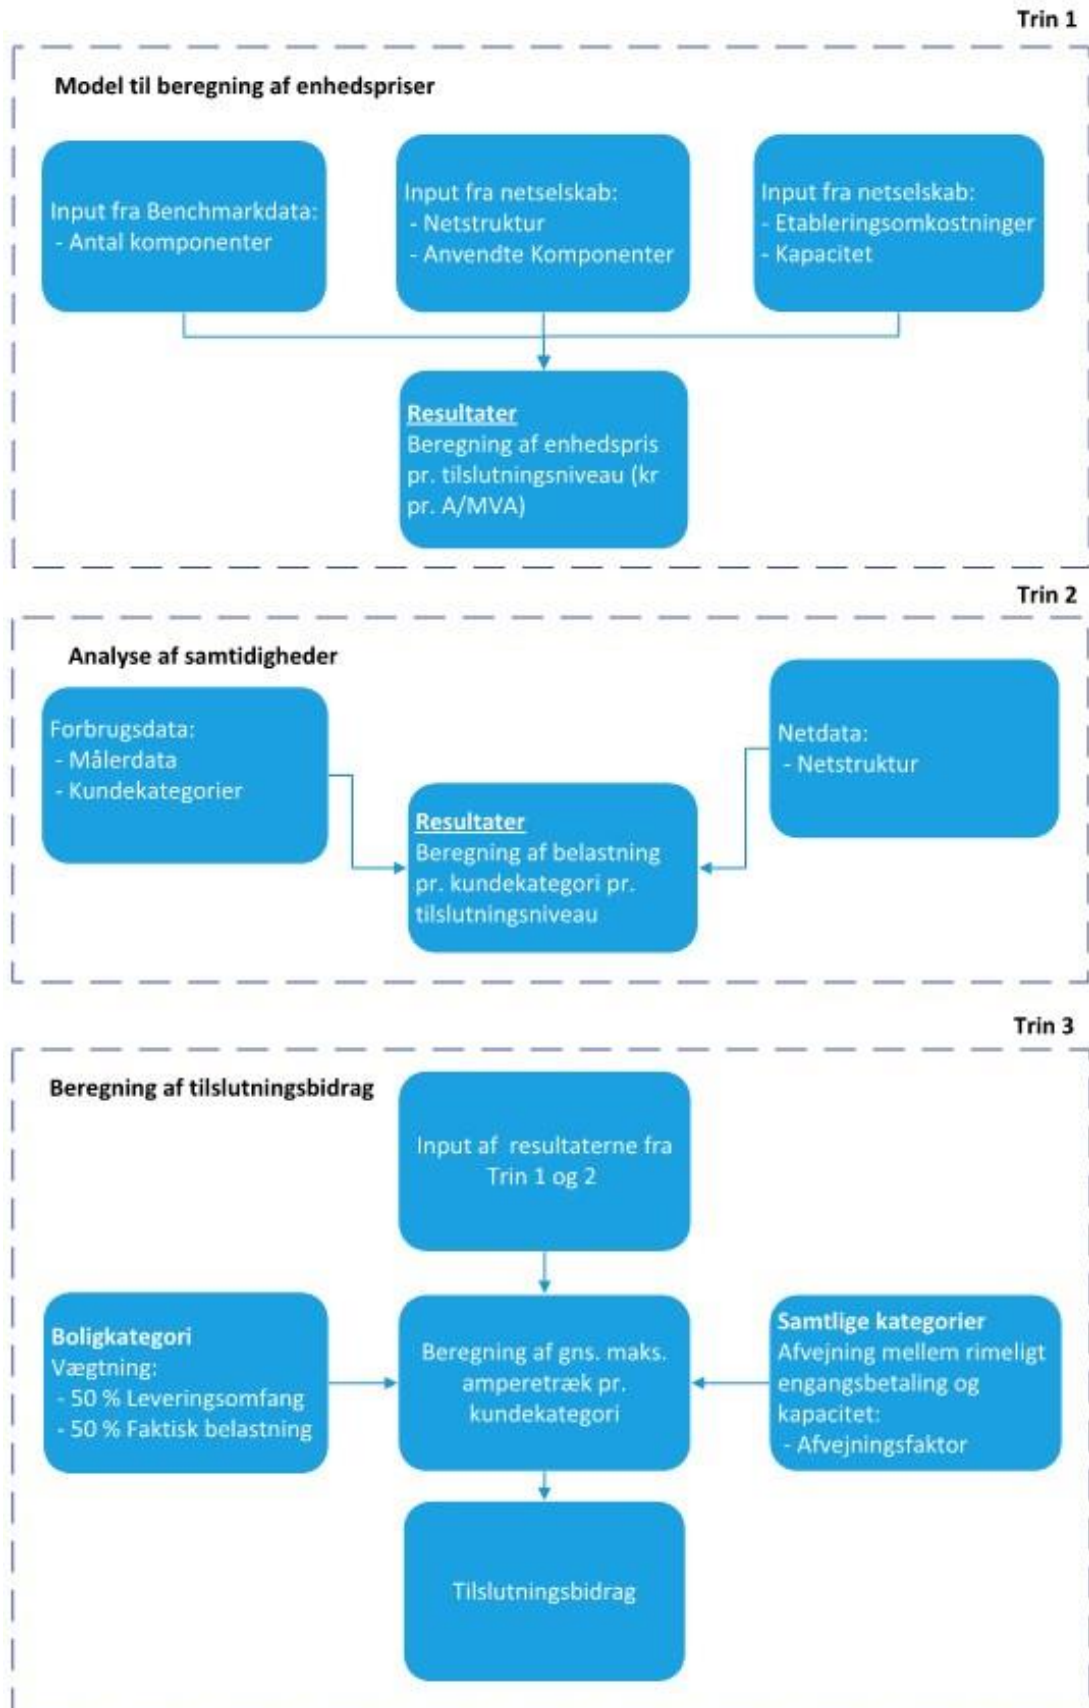 Trin 1
Model til beregning af enhedspriser
Input fra Benchmarkdata:
- Antal komponenter
Input fra netselskab:
- Netstruktur
- Anvendte Komponenter
Input fra netselskab:
- Etableringsomkostninger
- Kapacitet
Resultater
Beregning af enhedspris
pr. tilslutningsniveau (kr
pr. A/MVA)
Trin 2
Analyse af samtidigheder
Forbrugsdata:
- Målerdata
- Kundekategorier
Netdata:
- Netstruktur
Resultater
Beregning af belastning
pr. kundekategori pr.
tilslutningsniveau
Trin 3
Beregning af tilslutningsbidrag
Input af resultaterne fra
Trin 1 og 2
Boligkategori
Vægtning:
- 50 % Leveringsomfang
- 50 % Faktisk belastning
Beregning af gns. maks.
amperetræk pr.
kundekategori
Samtlige kategorier
Afvejning mellem rimeligt
engangsbetaling og
kapacitet:
- Afvejningsfaktor
Tilslutningsbidrag